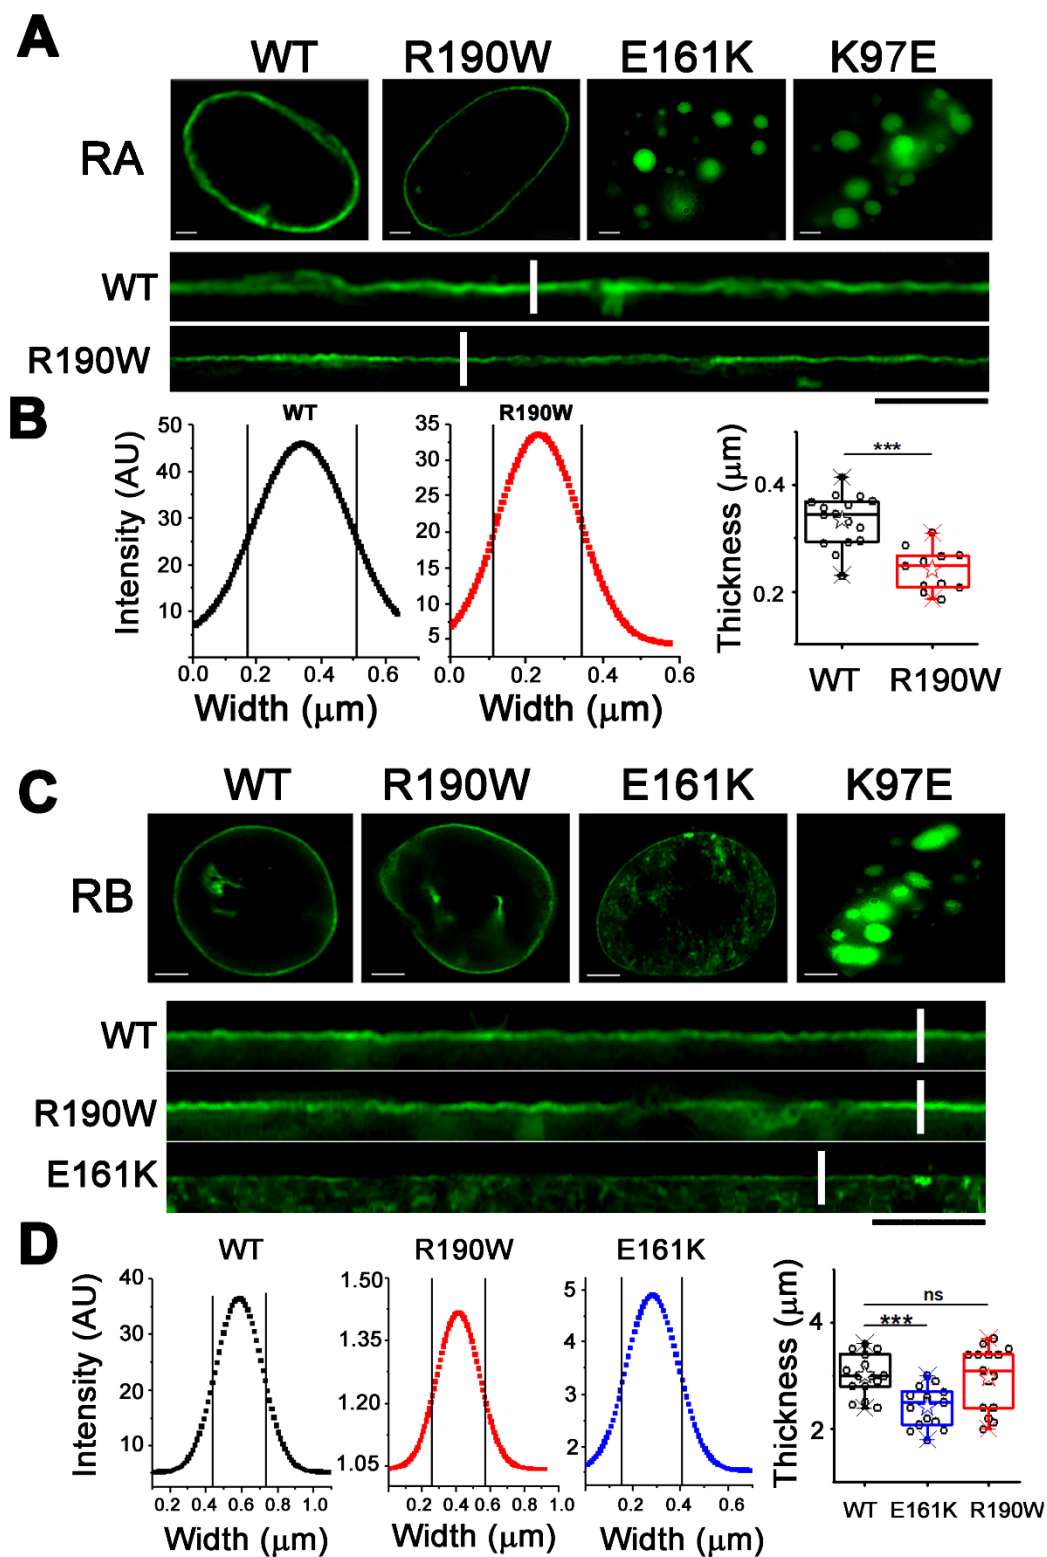 A
WT R190W E161K K97E
RA
WT
R190W
B
WT
R190W
50
40
30
20
10
Intensity (AU)
0.0 0.2 0.4 0.6
Width (μm)
35
30
25
20
15
10
5
0.0 0.2 0.4 0.6
Width (μm)
***
0.4
0.2
Thickness (μm)
WT R190W
C
WT R190W E161K K97E
RB
WT
R190W
E161K
D
WT
R190W
E161K
40
30
20
10
Intensity (AU)
0.2 0.4 0.6 0.8 1.0
Width (μm)
1.50
1.35
1.20
1.05
0.0 0.2 0.4 0.6 0.8 1.0
Width (μm)
5
4
3
2
0.2 0.4 0.6
Width (μm)
ns
***
4
2
Thickness (μm)
WT E161K R190W